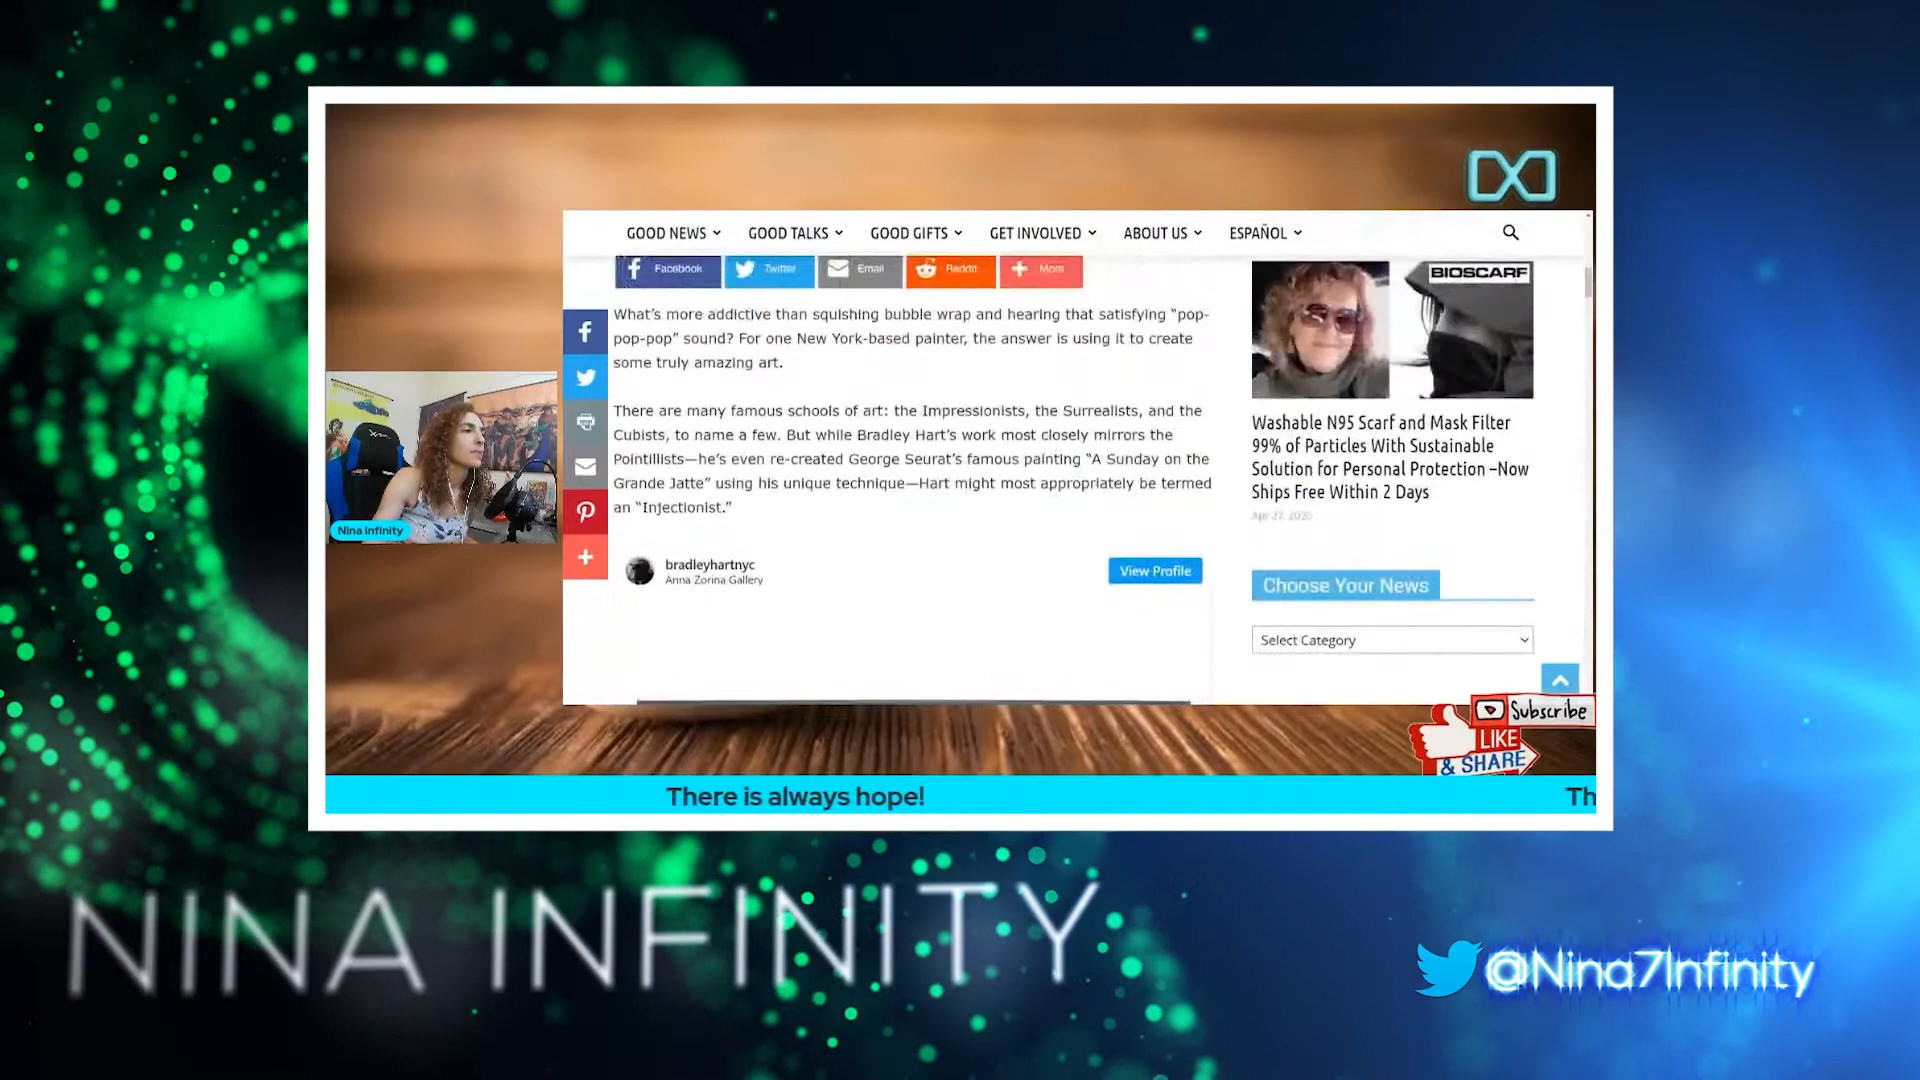 GOOD NEWS GOOD TALKS GOOD GIFTS GET INVOLVED ABOUT US ESPAÑOL
Facebook Twitter Email Reddit More
What's more addictive than squishing bubble wrap and hearing that satisfying “pop-
pop-pop” sound? For one New York-based painter, the answer is using it to create
some truly amazing art.
There are many famous schools of art: the Impressionists, the Surrealists, and the
Cubists, to name a few. But while Bradley Hart's work most closely mirrors the
Pointillists—he's even re-created George Seurat's famous painting “A Sunday on the
Grande Jatte” using his unique technique—Hart might most appropriately be termed
an “Injectionist.”
bradleyhartnyc
Anna Zorina Gallery
View Profile
BIOSCARF
Washable N95 Scarf and Mask Filter
99% of Particles With Sustainable
Solution for Personal Protection –Now
Ships Free Within 2 Days
Apr 27, 2020
Choose Your News
Select Category
Nina Infinity
Subscribe
LIKE
& SHARE
There is always hope!
Th
NINA INFINITY
@Nina7Infinity